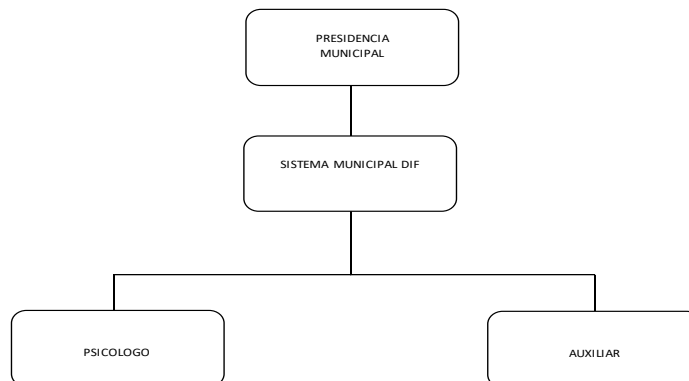 PRESIDENCIA
MUNICIPAL
SISTEMA MUNICIPAL DIF
PSICOLOGO
AUXILIAR